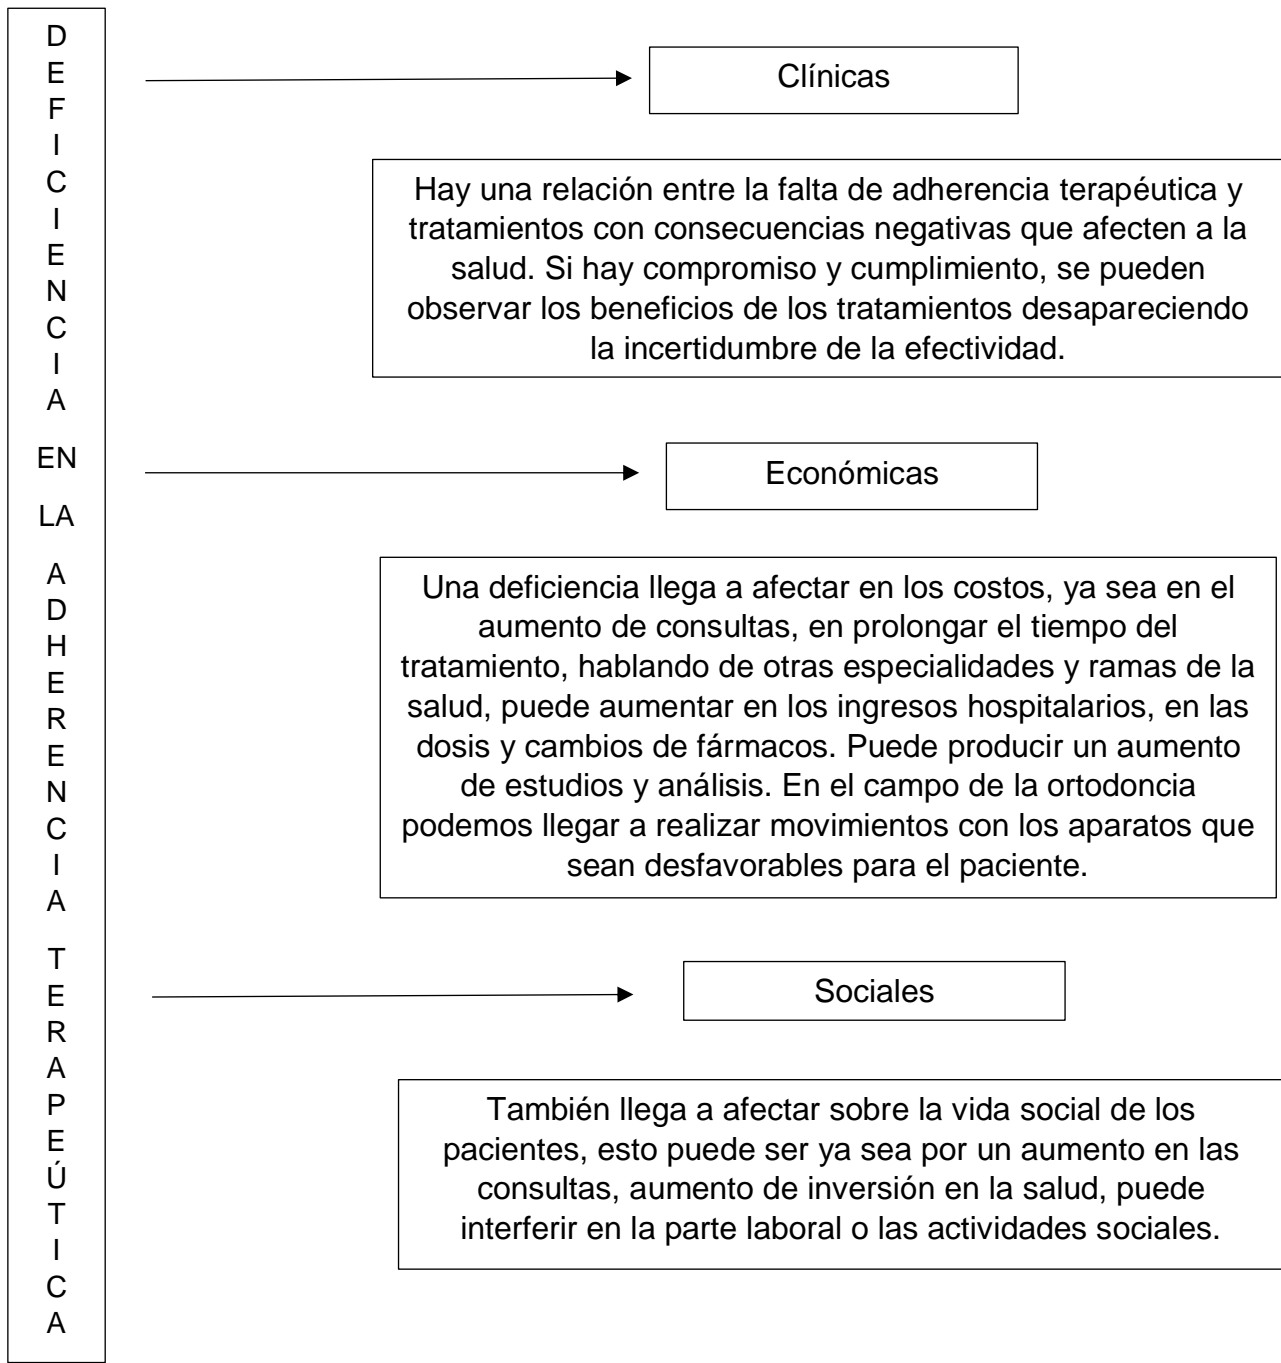 DEFICIENCIA EN LA ADHERENCIA TERAPEÚTICA
Clínicas
Hay una relación entre la falta de adherencia terapéutica y
tratamientos con consecuencias negativas que afecten a la
salud. Si hay compromiso y cumplimiento, se pueden
observar los beneficios de los tratamientos desapareciendo
la incertidumbre de la efectividad.
Económicas
Una deficiencia llega a afectar en los costos, ya sea en el
aumento de consultas, en prolongar el tiempo del
tratamiento, hablando de otras especialidades y ramas de la
salud, puede aumentar en los ingresos hospitalarios, en las
dosis y cambios de fármacos. Puede producir un aumento
de estudios y análisis. En el campo de la ortodoncia
podemos llegar a realizar movimientos con los aparatos que
sean desfavorables para el paciente.
Sociales
También llega a afectar sobre la vida social de los
pacientes, esto puede ser ya sea por un aumento en las
consultas, aumento de inversión en la salud, puede
interferir en la parte laboral o las actividades sociales.